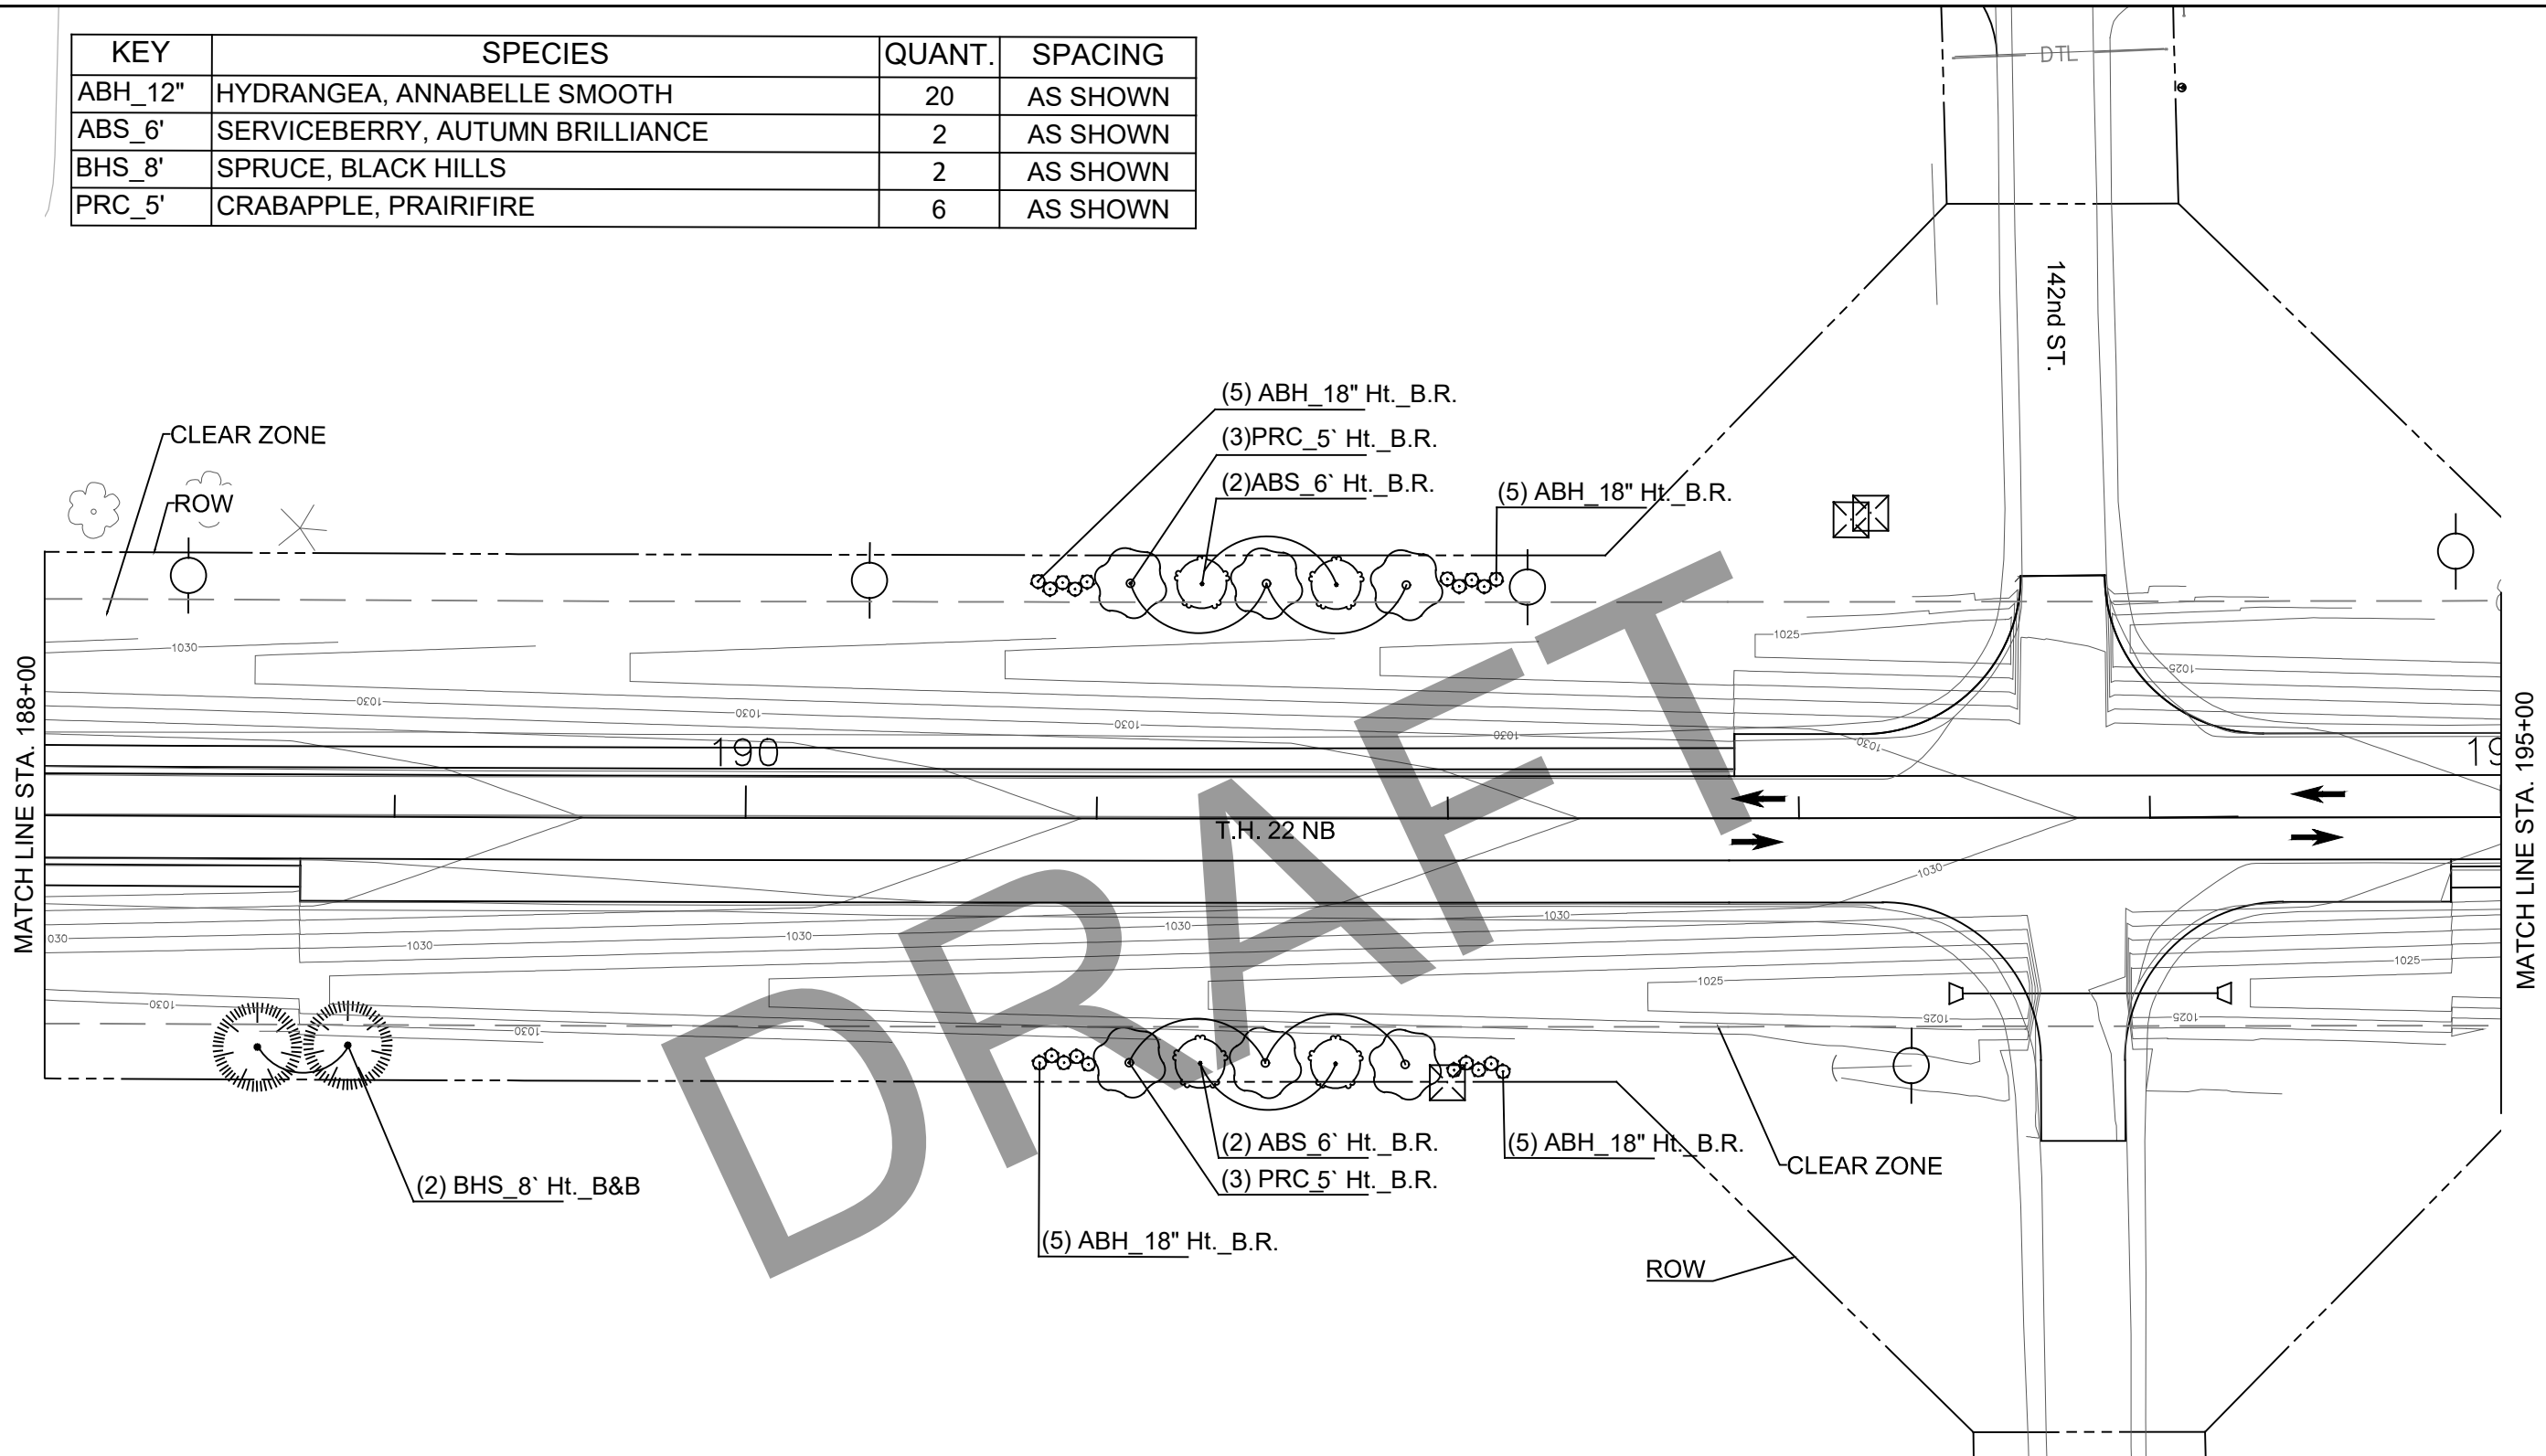 KEY SPECIES QUANT. SPACING
ABH_12" HYDRANGEA, ANNABELLE SMOOTH 20 AS SHOWN
ABS_6' SERVICEBERRY, AUTUMN BRILLIANCE 2 AS SHOWN
BHS_8' SPRUCE, BLACK HILLS 2 AS SHOWN
PRC_5' CRABAPPLE, PRAIRIFIRE 6 AS SHOWN
DTL
142nd ST.
(5) ABH_18" Ht._B.R.
(3)PRC_5` Ht._B.R.
(2)ABS_6` Ht._B.R.
(5) ABH_18" Ht._B.R.
CLEAR ZONE
ROW
1030
1025
1025
1030
1030
1030
1030
1030
190
19
MATCH LINE STA. 188+00
MATCH LINE STA. 195+00
T.H. 22 NB
DRAFT
1030
030
1030
1030
1030
1030
1025
1025
1030
1030
1025
1025
(2) ABS_6` Ht._B.R.
(5) ABH_18" Ht._B.R.
(3) PRC_5` Ht._B.R.
(2) BHS_8` Ht._B&B
(5) ABH_18" Ht._B.R.
CLEAR ZONE
ROW